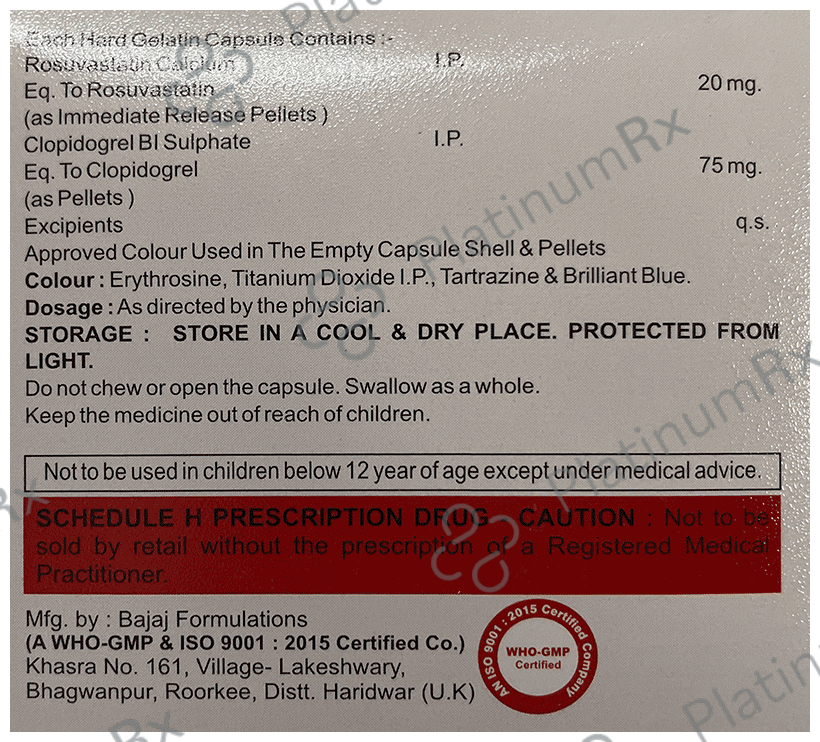 Each Hard Gelatin Capsule Contains :-
Rosuvastatin Calcium I.P.
Eq. To Rosuvastatin 20 mg.
(as Immediate Release Pellets )
Clopidogrel BI Sulphate I.P.
Eq. To Clopidogrel 75 mg.
(as Pellets )
Excipients q.s.
Approved Colour Used in The Empty Capsule Shell & Pellets
Colour : Erythrosine, Titanium Dioxide I.P., Tartrazine & Brilliant Blue.
Dosage : As directed by the physician.
STORAGE : STORE IN A COOL & DRY PLACE. PROTECTED FROM
LIGHT.
Do not chew or open the capsule. Swallow as a whole.
Keep the medicine out of reach of children.
Not to be used in children below 12 year of age except under medical advice.
SCHEDULE H PRESCRIPTION DRUG - CAUTION : Not to be
sold by retail without the prescription of a Registered Medical
Practitioner.
Mfg. by : Bajaj Formulations
(A WHO-GMP & ISO 9001 : 2015 Certified Co.)
Khasra No. 161, Village- Lakeshwary,
Bhagwanpur, Roorkee, Distt. Haridwar (U.K)
AN ISO 9001 : 2015 Certified Company
WHO-GMP
Certified
PlatinumRx
PlatinumRx
PlatinumRx